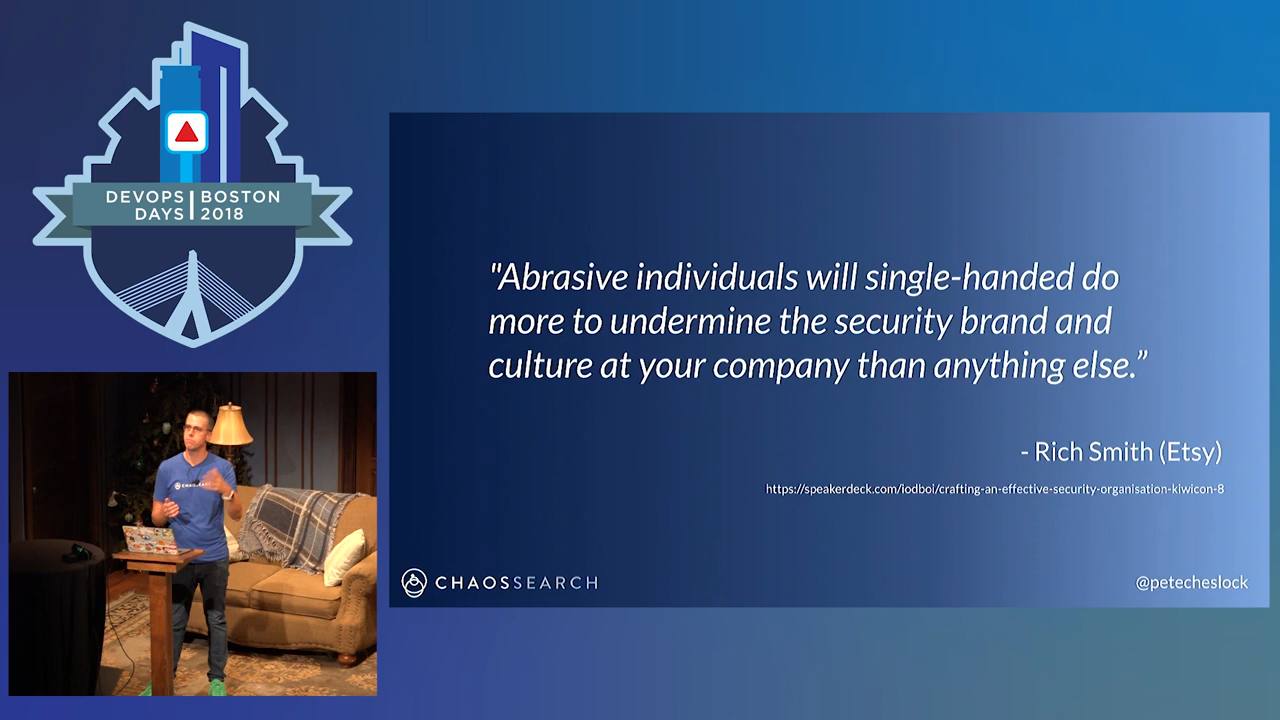 DEVOPS
DAYS
BOSTON
2018
"Abrasive individuals will single-handed do
more to undermine the security brand and
culture at your company than anything else.”
- Rich Smith (Etsy)
https://speakerdeck.com/iodboi/crafting-an-effective-security-organisation-kiwicon-8
CHAOSSEARCH
@petecheslock